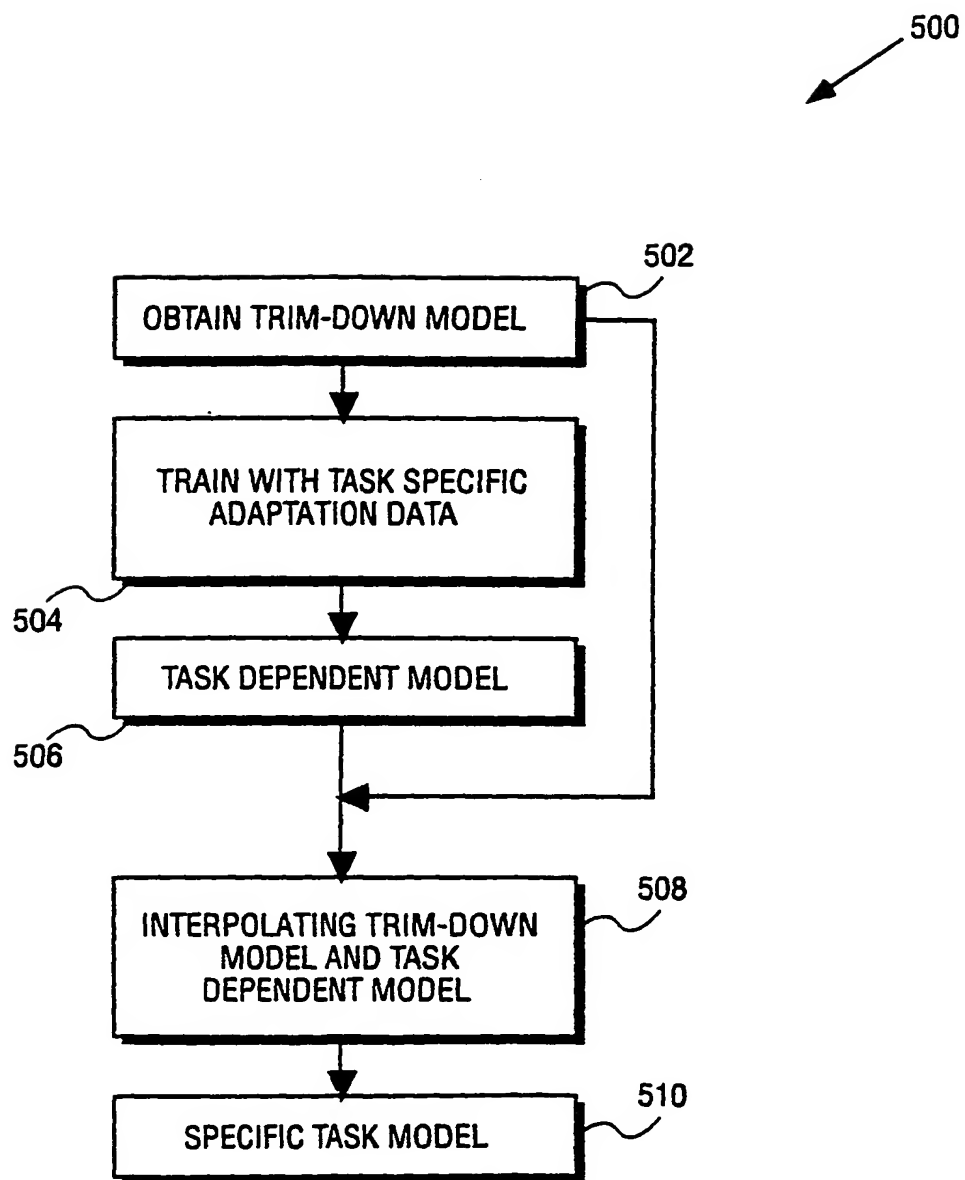 500
502
OBTAIN TRIM-DOWN MODEL
TRAIN WITH TASK SPECIFIC
ADAPTATION DATA
504
TASK DEPENDENT MODEL
506
508
INTERPOLATING TRIM-DOWN
MODEL AND TASK
DEPENDENT MODEL
510
SPECIFIC TASK MODEL